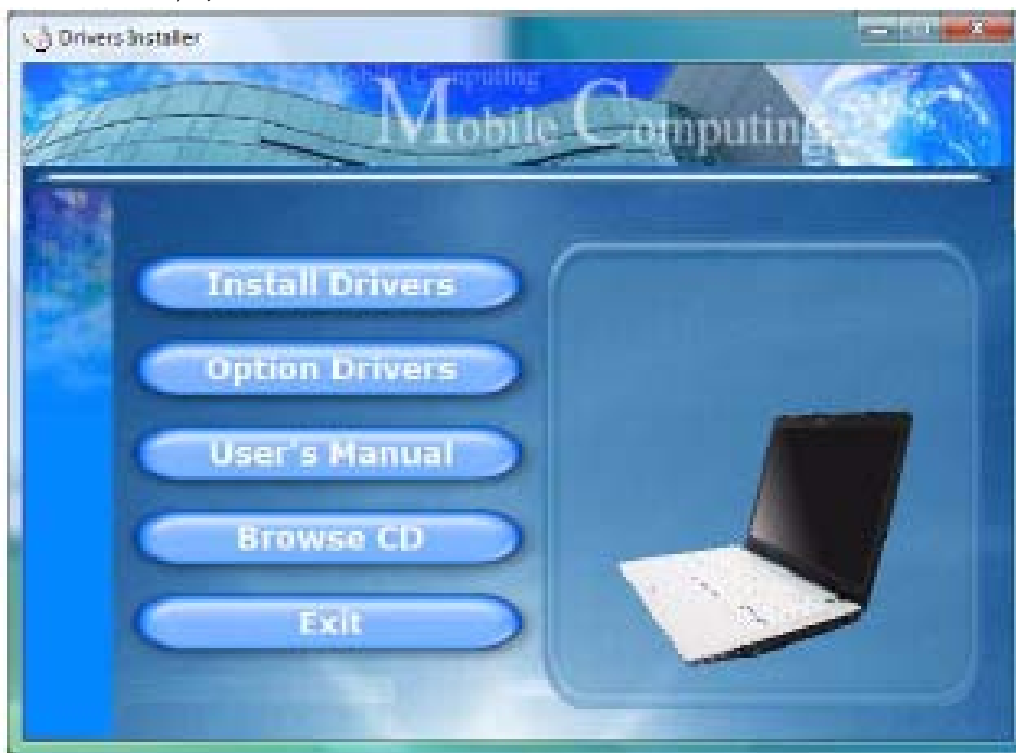 Drivers Installer
Mobile Computing
Mobile Computing
Install Drivers
Option Drivers
User's Manual
Browse CD
Exit